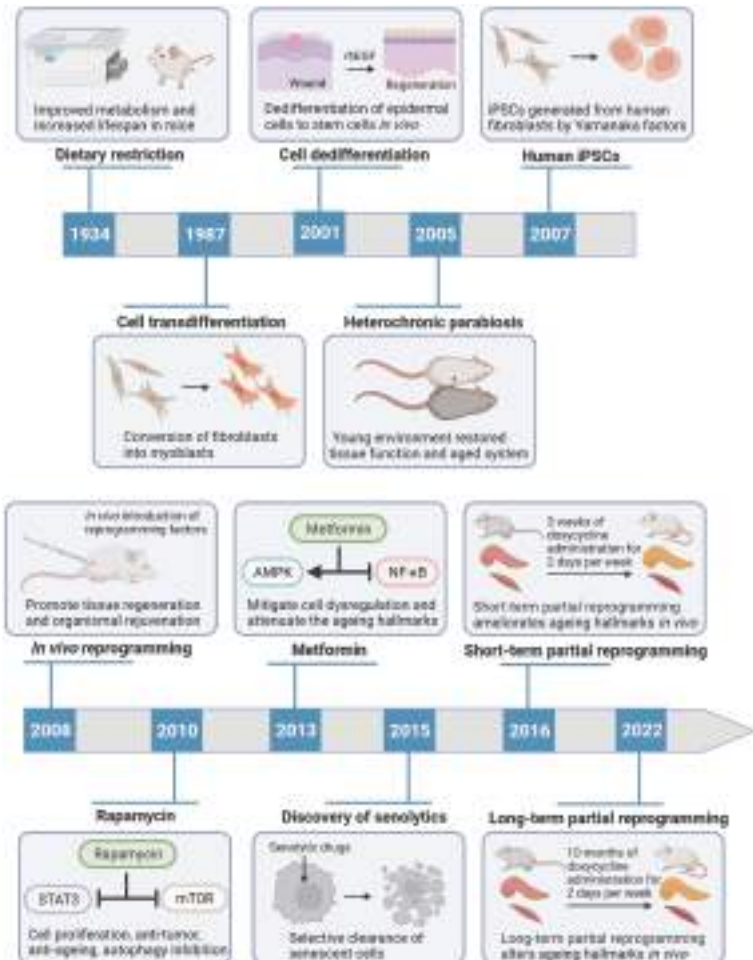 Wound
rhEGF
Regeneration
Improved metabolism and
increased lifespan in mice
Dedifferentiation of epidermal
cells to stem cells in vivo
iPSCs generated from human
fibroblasts by Yamanaka factors
Dietary restriction
Cell dedifferentiation
Human iPSCs
1934
1987
2001
2005
2007
Cell transdifferentiation
Heterochronic parabiosis
Conversion of fibroblasts
into myoblasts
Young environment restored
tissue function and aged system
In vivo introduction of
reprogramming factors
Promote tissue regeneration
and organismal rejuvenation
Metformin
AMPK
NF-κB
Mitigate cell dysregulation and
attenuate the ageing hallmarks
weeks of
doxycycline
administration for
2 days per week
Short-term partial reprogramming
ameliorates ageing hallmarks in vivo
In vivo reprogramming
Metformin
Short-term partial reprogramming
2008
2010
2013
2015
2016
2022
Rapamycin
Discovery of senolytics
Long-term partial reprogramming
Rapamycin
STAT3
mTOR
Cell proliferation, anti-tumor,
anti-ageing, autophagy inhibition
Senolytic drugs
Selective clearance of
senescent cells
10 months of
doxycycline
administration for
2 days per week
Long-term partial reprogramming
alters ageing hallmarks in vivo